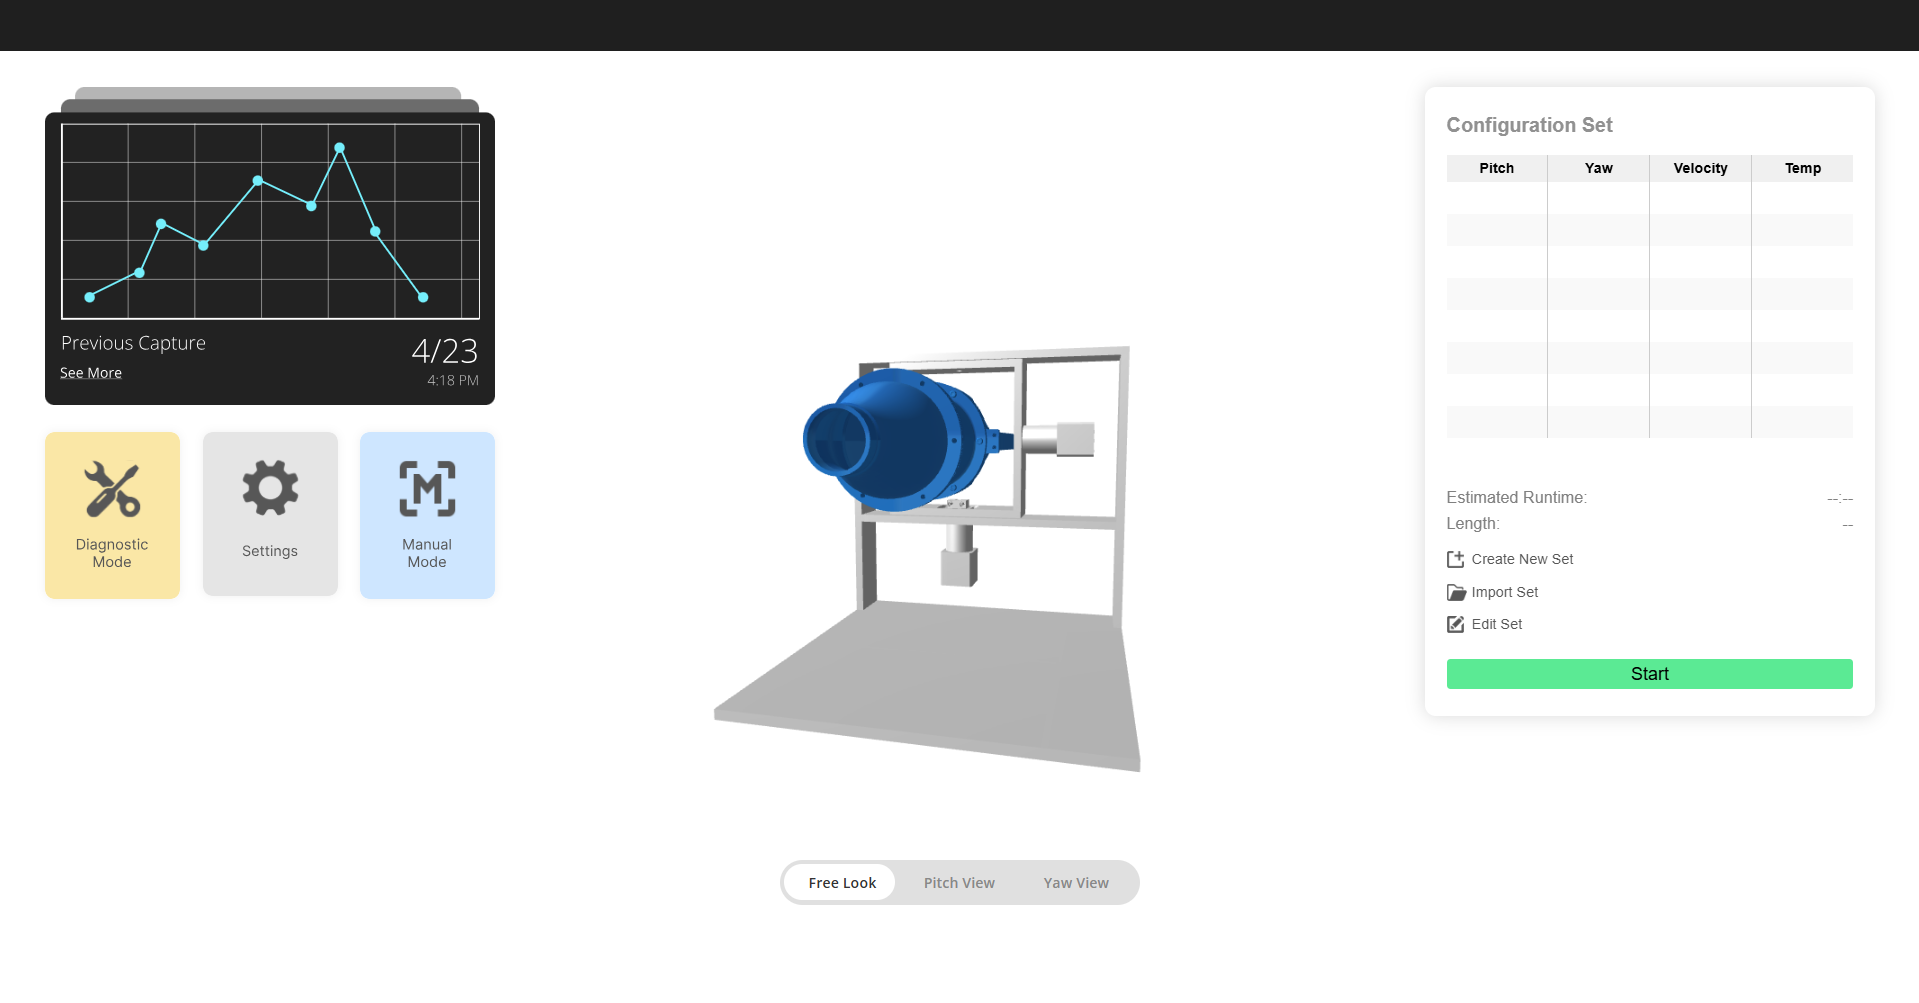 Previous Capture
See More
4/23
4:18 PM
Diagnostic
Mode
Settings
M
Manual
Mode
Free Look Pitch View Yaw View
Configuration Set
Pitch Yaw Velocity Temp
Estimated Runtime: --:--
Length: --
Create New Set
Import Set
Edit Set
Start